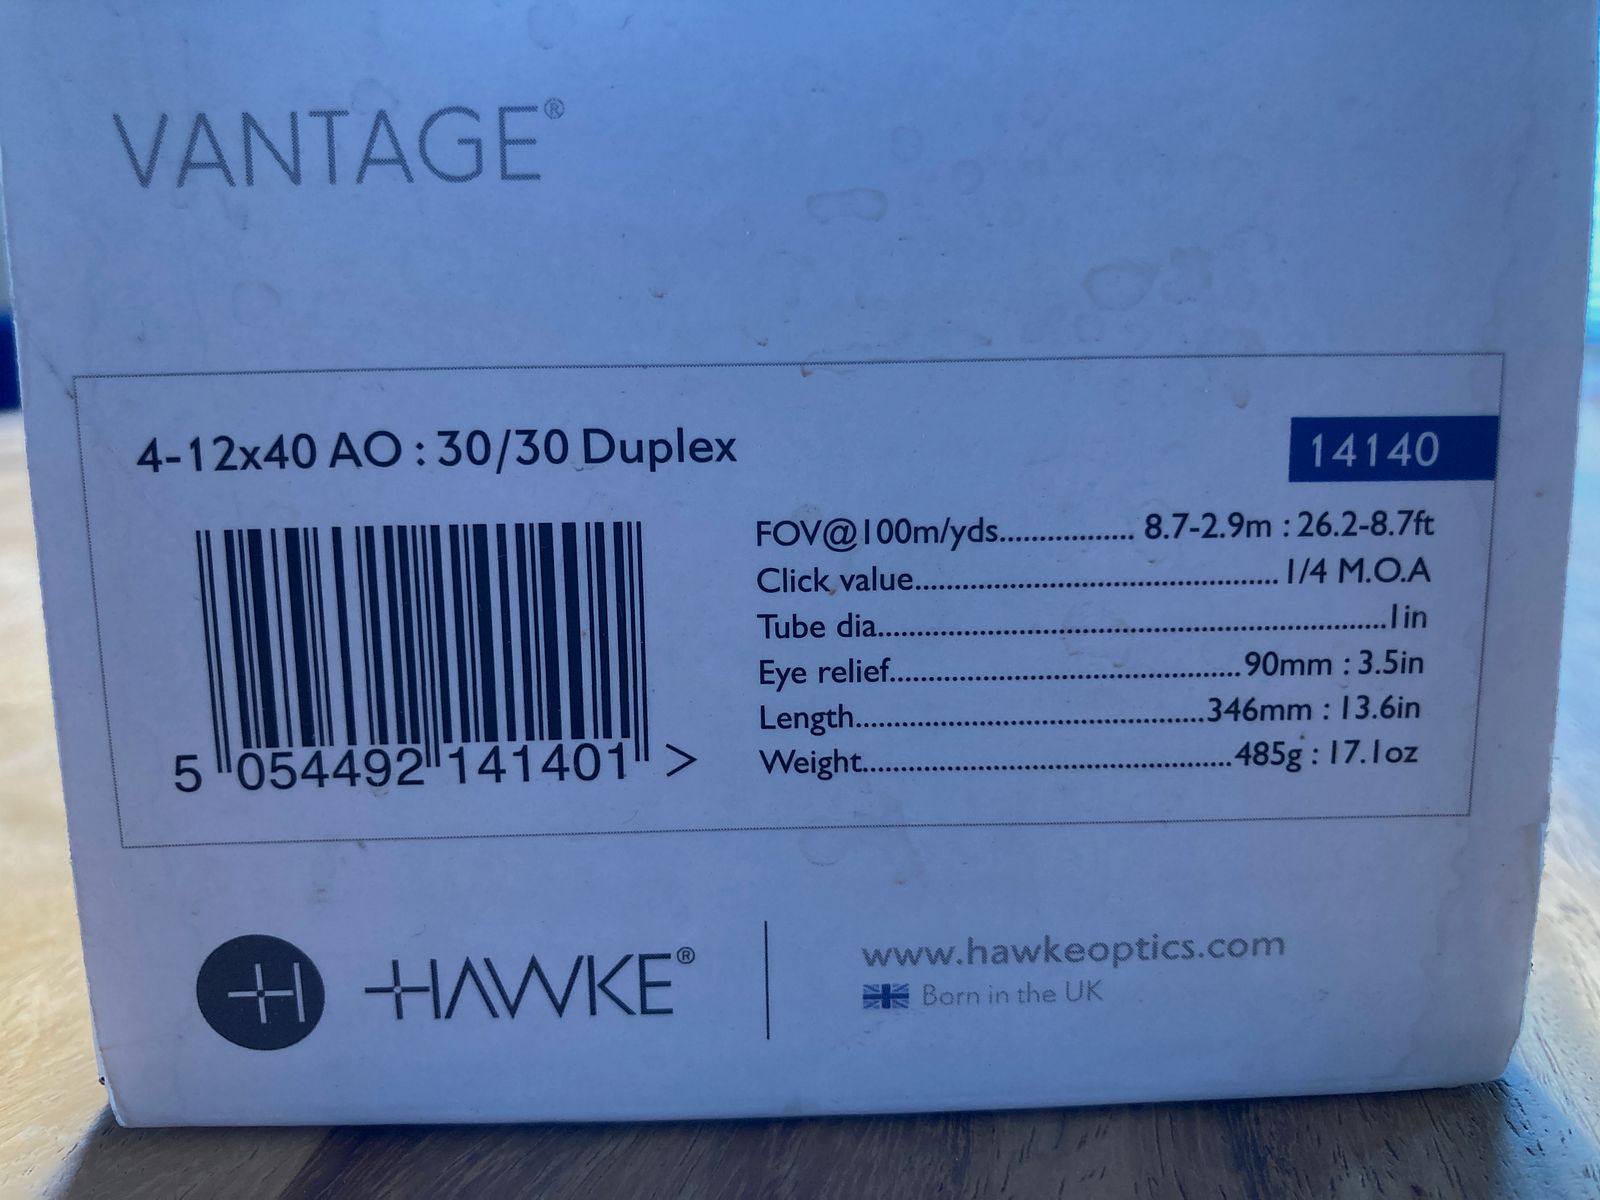 VANTAGE®
4-12x40 AO : 30/30 Duplex
14140
FOV@100m/yds................ 8.7-2.9m : 26.2-8.7ft
Click value........................................... 1/4 M.O.A
Tube dia.............................................................1in
Eye relief..........................................90mm : 3.5in
Length..........................................346mm : 13.6in
Weight............................................485g : 17.1oz
5 054492 141401 >
HAWKE®
www.hawkeoptics.com
Born in the UK